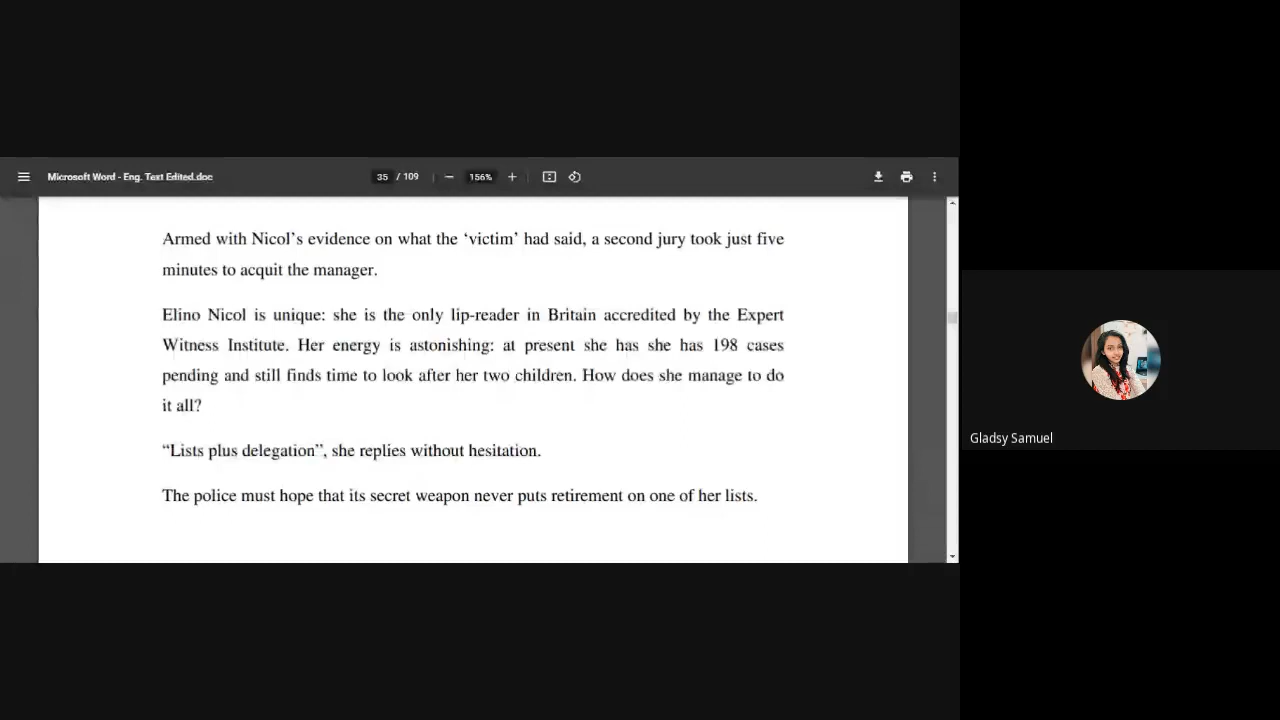 Microsoft Word - Eng. Text Edited.doc
35 / 109
156%
Armed with Nicol's evidence on what the ‘victim’ had said, a second jury took just five
minutes to acquit the manager.
Elino Nicol is unique: she is the only lip-reader in Britain accredited by the Expert
Witness Institute. Her energy is astonishing: at present she has she has 198 cases
pending and still finds time to look after her two children. How does she manage to do
it all?
“Lists plus delegation”, she replies without hesitation.
The police must hope that its secret weapon never puts retirement on one of her lists.
Gladsy Samuel